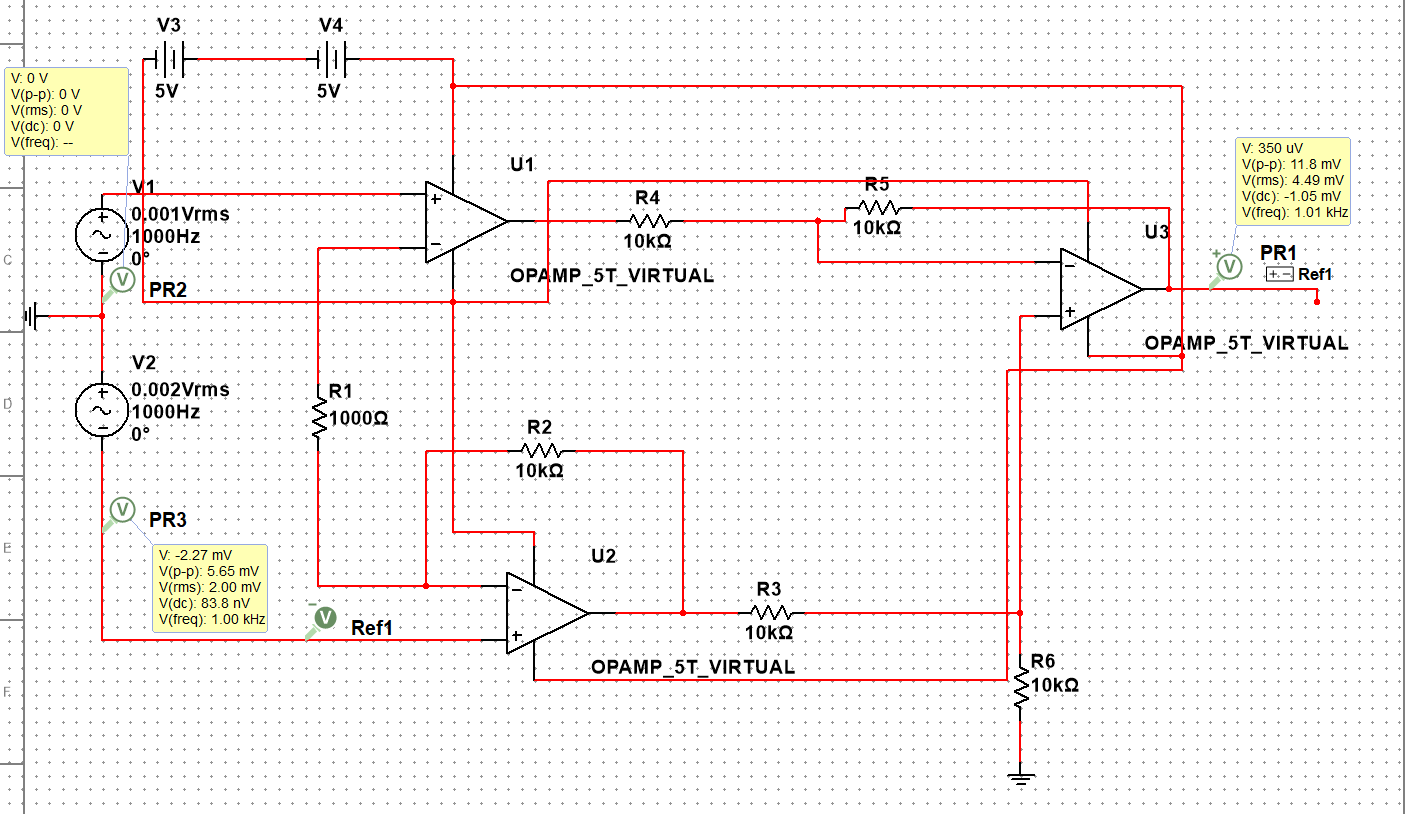 V3
V4
5V
5V
V: 0 V
V(p-p): 0 V
V(rms): 0 V
V(dc): 0 V
V(freq): --
V1
0.001Vrms
1000Hz
0°
PR2
U1
OPAMP_5T_VIRTUAL
R4
10kΩ
R5
10kΩ
U3
OPAMP_5T_VIRTUAL
V: 350 uV
V(p-p): 11.8 mV
V(rms): 4.49 mV
V(dc): -1.05 mV
V(freq): 1.01 kHz
PR1
Ref1
V
V
V2
0.002Vrms
1000Hz
0°
R1
1000Ω
R2
10kΩ
V
PR3
V: -2.27 mV
V(p-p): 5.65 mV
V(rms): 2.00 mV
V(dc): 83.8 nV
V(freq): 1.00 kHz
V
Ref1
U2
OPAMP_5T_VIRTUAL
R3
10kΩ
R6
10kΩ
C
D
E
F